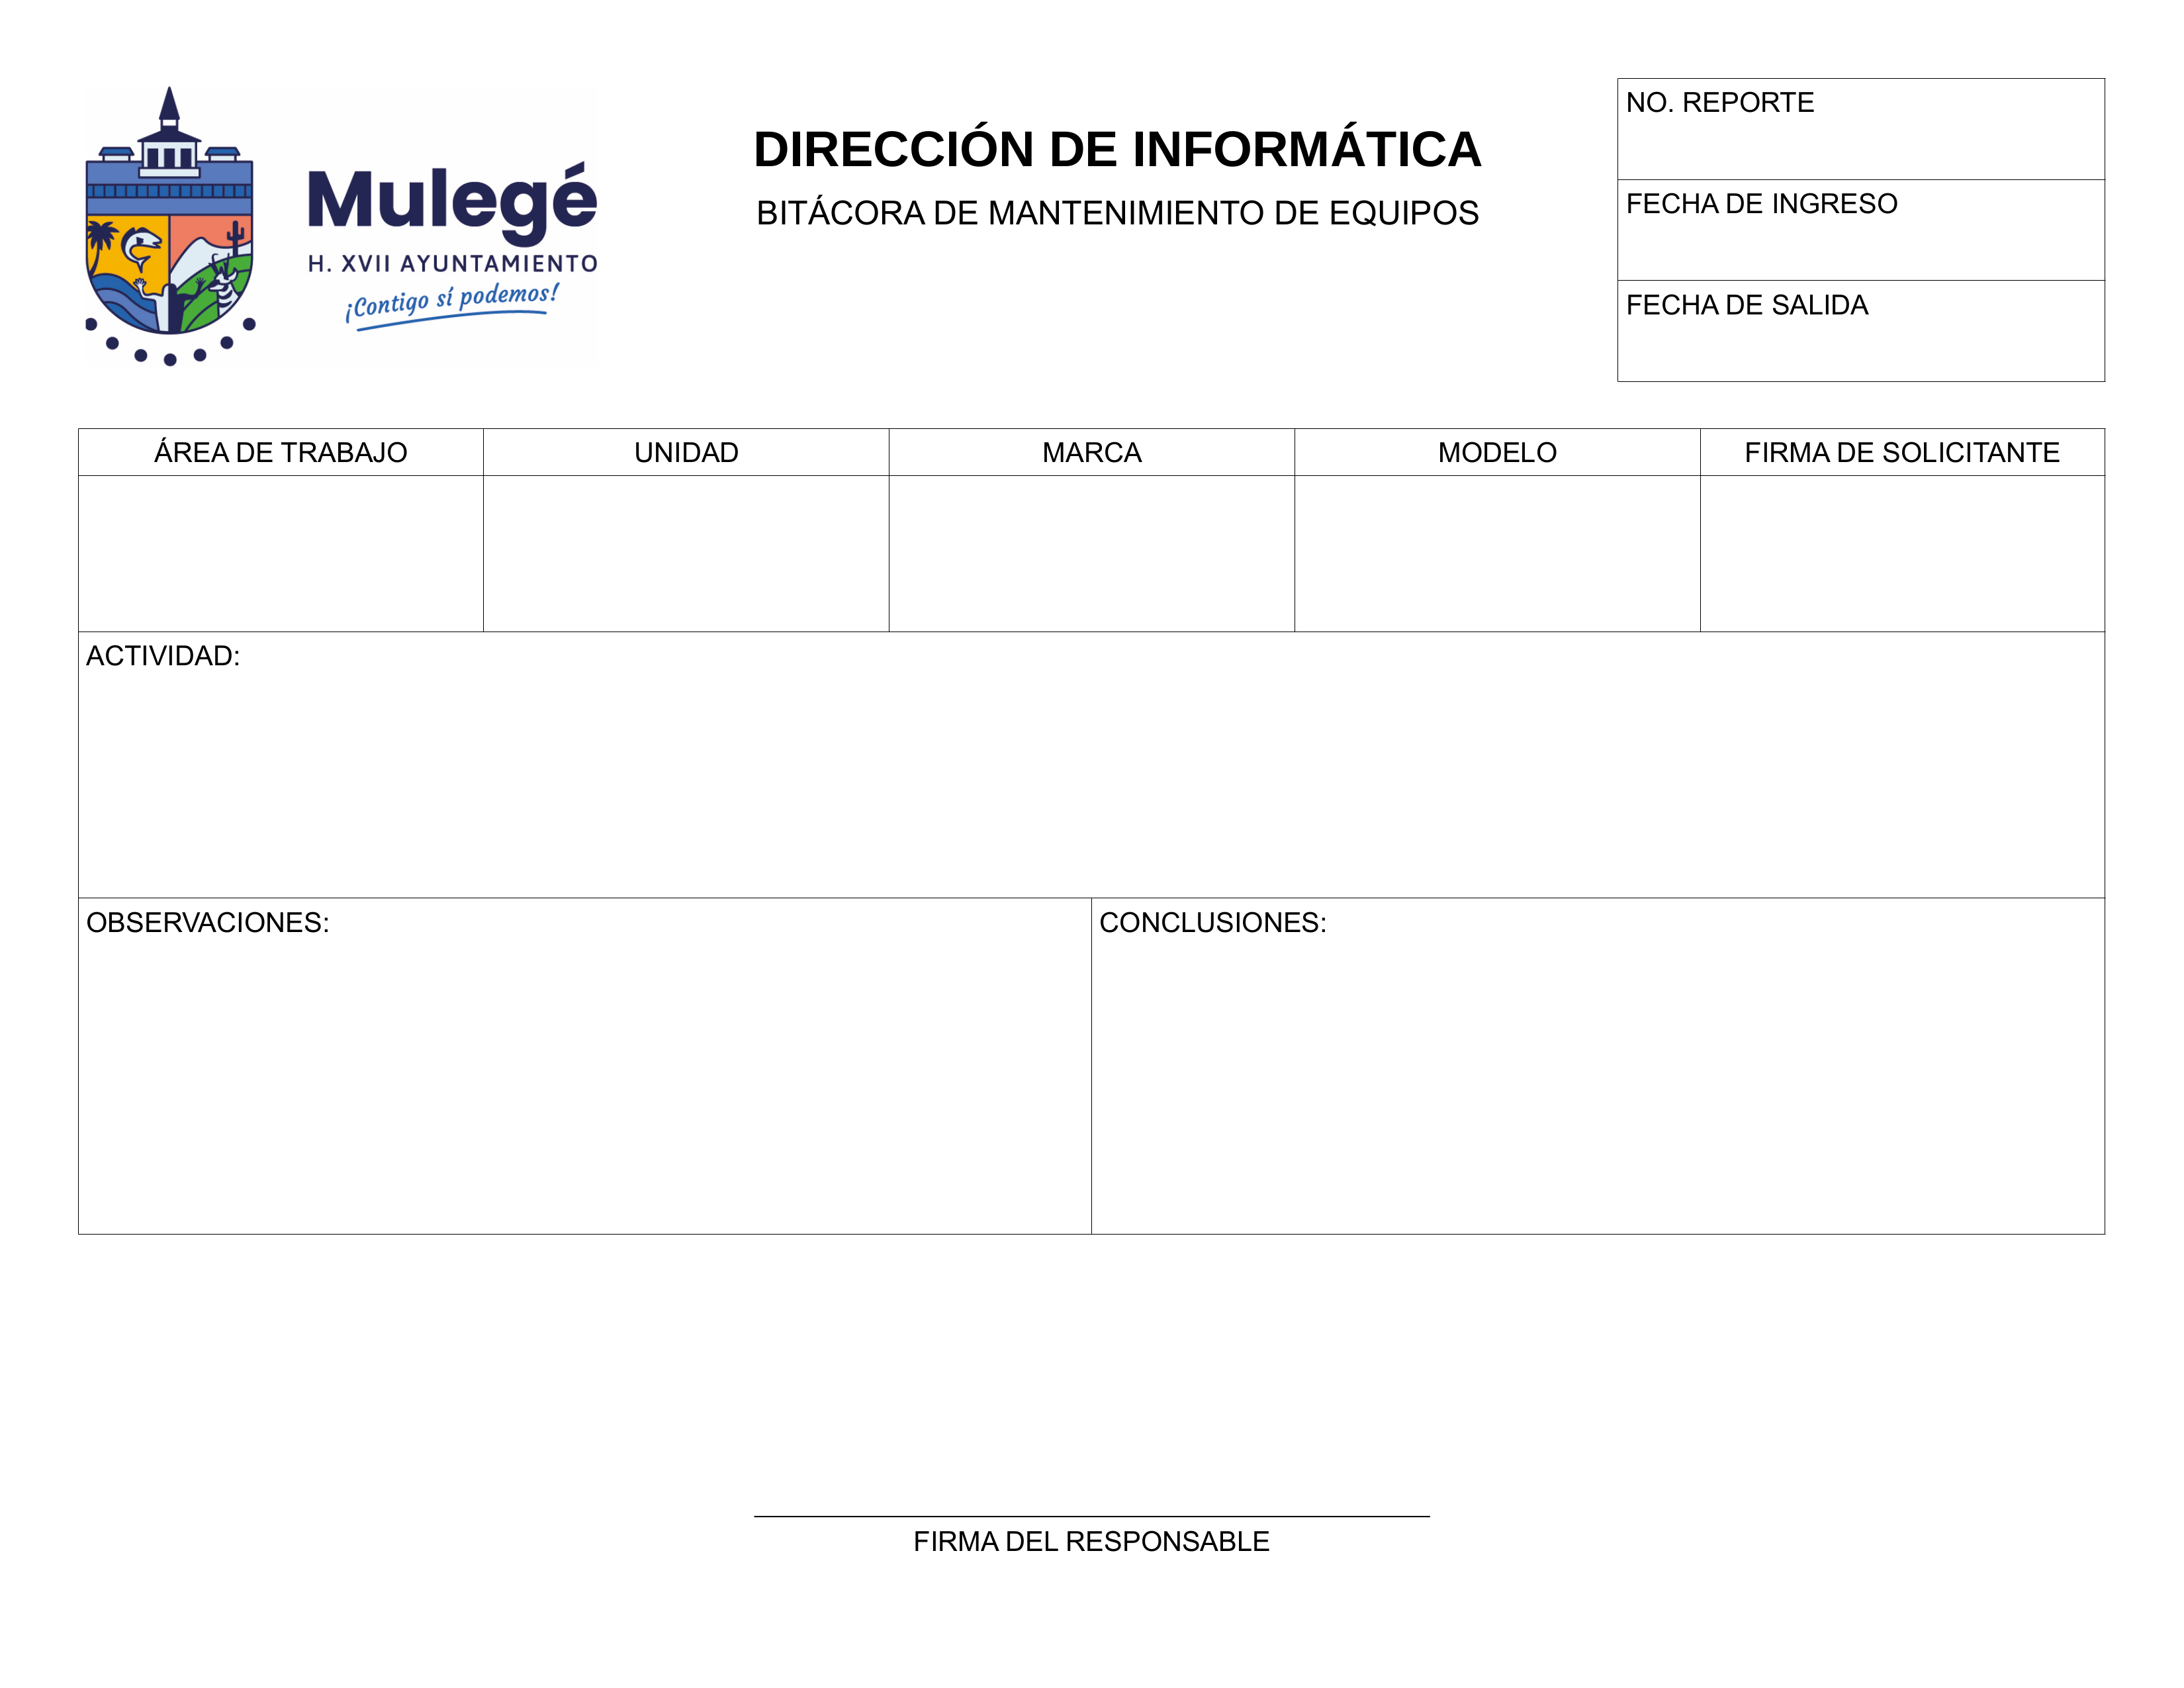 Mulegé
H. XVII AYUNTAMIENTO
¡Contigo sí podemos!
DIRECCIÓN DE INFORMÁTICA
BITÁCORA DE MANTENIMIENTO DE EQUIPOS
NO. REPORTE
FECHA DE INGRESO
FECHA DE SALIDA
ÁREA DE TRABAJO
UNIDAD
MARCA
MODELO
FIRMA DE SOLICITANTE
ACTIVIDAD:
OBSERVACIONES:
CONCLUSIONES:
FIRMA DEL RESPONSABLE